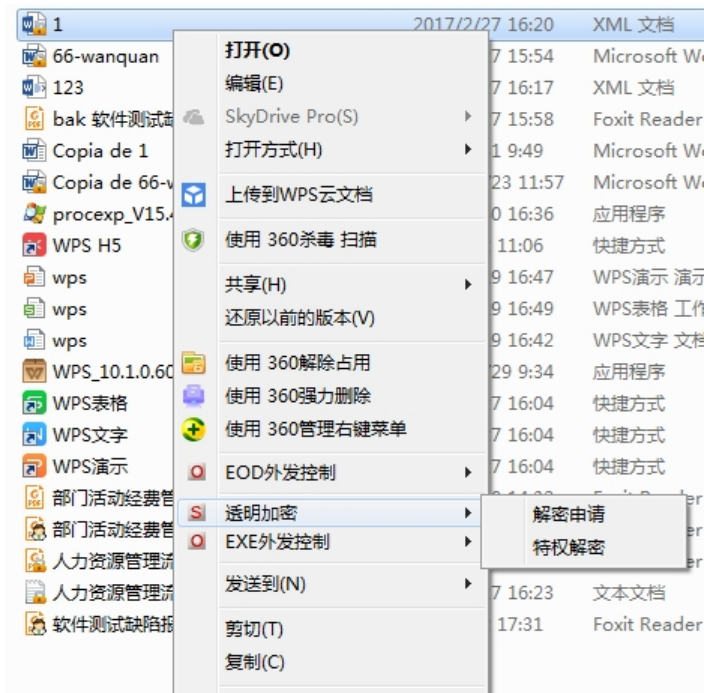 1 2017/2/27 16:20 XML 文档
66-wanquan
123
bak 软件测试缺
Copia de 1
Copia de 66-w
procexp_V15.
WPS H5
wps
wps
wps
WPS_10.1.0.60
WPS表格
WPS文字
WPS演示
部门活动经费管
部门活动经费管
人力资源管理流
人力资源管理流
软件测试缺陷报
打开(O)
编辑(E)
SkyDrive Pro(S)
打开方式(H)
上传到WPS云文档
使用 360杀毒 扫描
共享(H)
还原以前的版本(V)
使用 360解除占用
使用 360强力删除
使用 360管理右键菜单
EOD外发控制
透明加密
EXE外发控制
发送到(N)
剪切(T)
复制(C)
解密申请
特权解密
7 15:54 Microsoft W
7 16:17 XML 文档
7 15:58 Foxit Reader
1 9:49 Microsoft W
23 11:57 Microsoft W
0 16:36 应用程序
11:06 快捷方式
9 16:47 WPS演示 演示
9 16:49 WPS表格 工作
9 16:42 WPS文字 文档
29 9:34 应用程序
7 16:04 快捷方式
7 16:04 快捷方式
7 16:04 快捷方式
er
er
er
7 16:23 文本文档
17:31 Foxit Reader